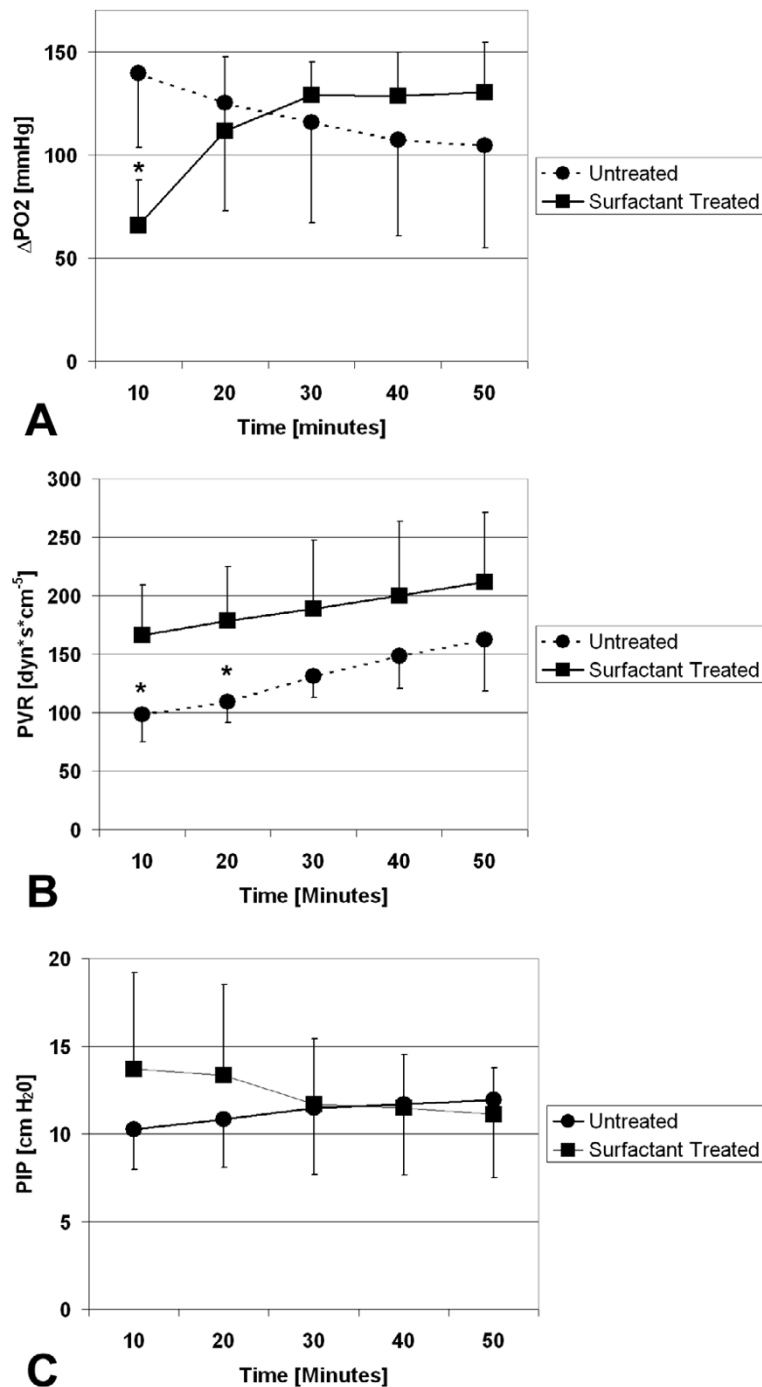 150
100
50
0
ΔPO2 [mmHg]
*
10 20 30 40 50
Time [minutes]
A
Untreated
Surfactant Treated
300
250
200
150
100
50
0
PVR [dyn*s*cm⁻⁵]
* *
10 20 30 40 50
Time [Minutes]
B
Untreated
Surfactant Treated
20
15
10
5
0
PIP [cm H₂0]
10 20 30 40 50
Time [Minutes]
C
Untreated
Surfactant Treated